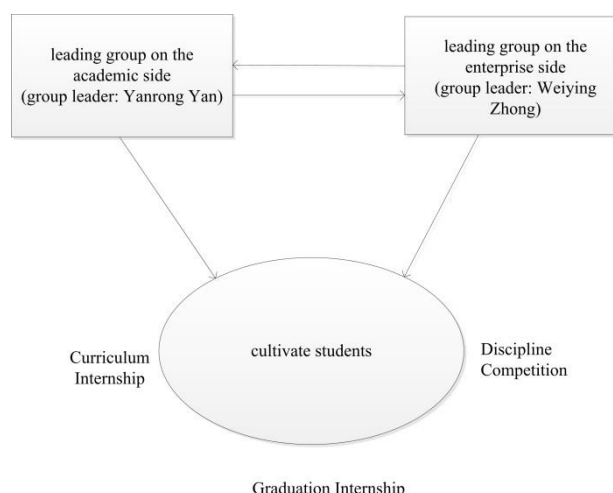 leading group on the
academic side
(group leader: Yanrong Yan)
leading group on the
enterprise side
(group leader: Weiying
Zhong)
cultivate students
Curriculum
Internship
Discipline
Competition
Graduation Internship